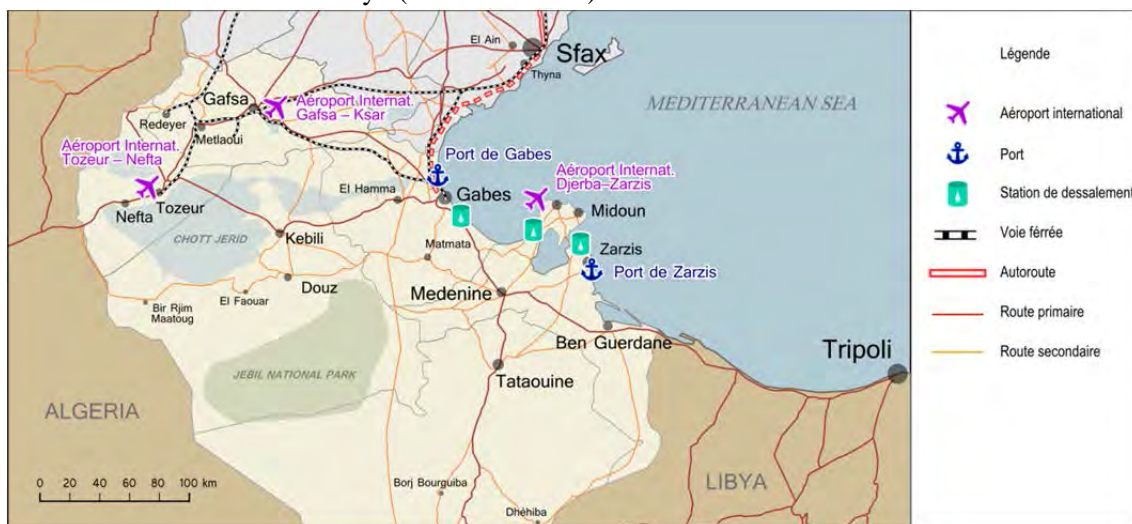 El Ain
Sfax
Thyna
MEDITERRANEAN SEA
Gafsa
Aéroport Internat.
Gafsa – Ksar
Redeyer
Metlaoui
Aéroport Internat.
Tozeur – Nefta
Port de Gabes
Aéroport Internat.
Djerba–Zarzis
El Hamma
Gabes
Nefta
Tozeur
Midoun
CHOTT JERID
Kebili
Matmata
Zarzis
Port de Zarzis
Douz
El Faouar
Bir Rjim
Maatoug
Medenine
Ben Guerdane
Tripoli
JEBIL NATIONAL PARK
Tataouine
ALGERIA
LIBYA
Borj Bourguiba
Dhéhiba
0 20 40 60 80 100 km
Légende
Aéroport international
Port
Station de dessalement
Voie férrée
Autoroute
Route primaire
Route secondaire